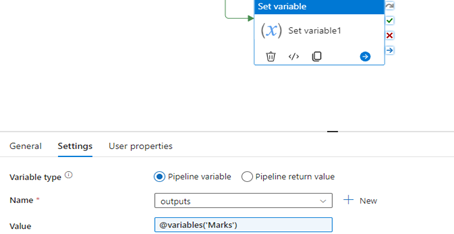 Set variable
(x) Set variable1
General Settings User properties
Variable type Pipeline variable Pipeline return value
Name * outputs New
Value @variables('Marks')